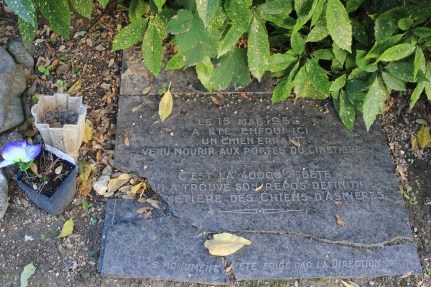 LE 15 MAI 1958
A ÉTÉ ENFOUI ICI
UN CHIEN ERRANT
VENU MOURIR AUX PORTES DU CIMETIÈRE
C'EST LA 40000E BÊTE
A TROUVÉ SON REPOS DÉFINITIF
CIMETIÈRE DES CHIENS D'ASNIÈRES
MONUMENT A ÉTÉ ÉRIGÉ PAR LA DIRECTION